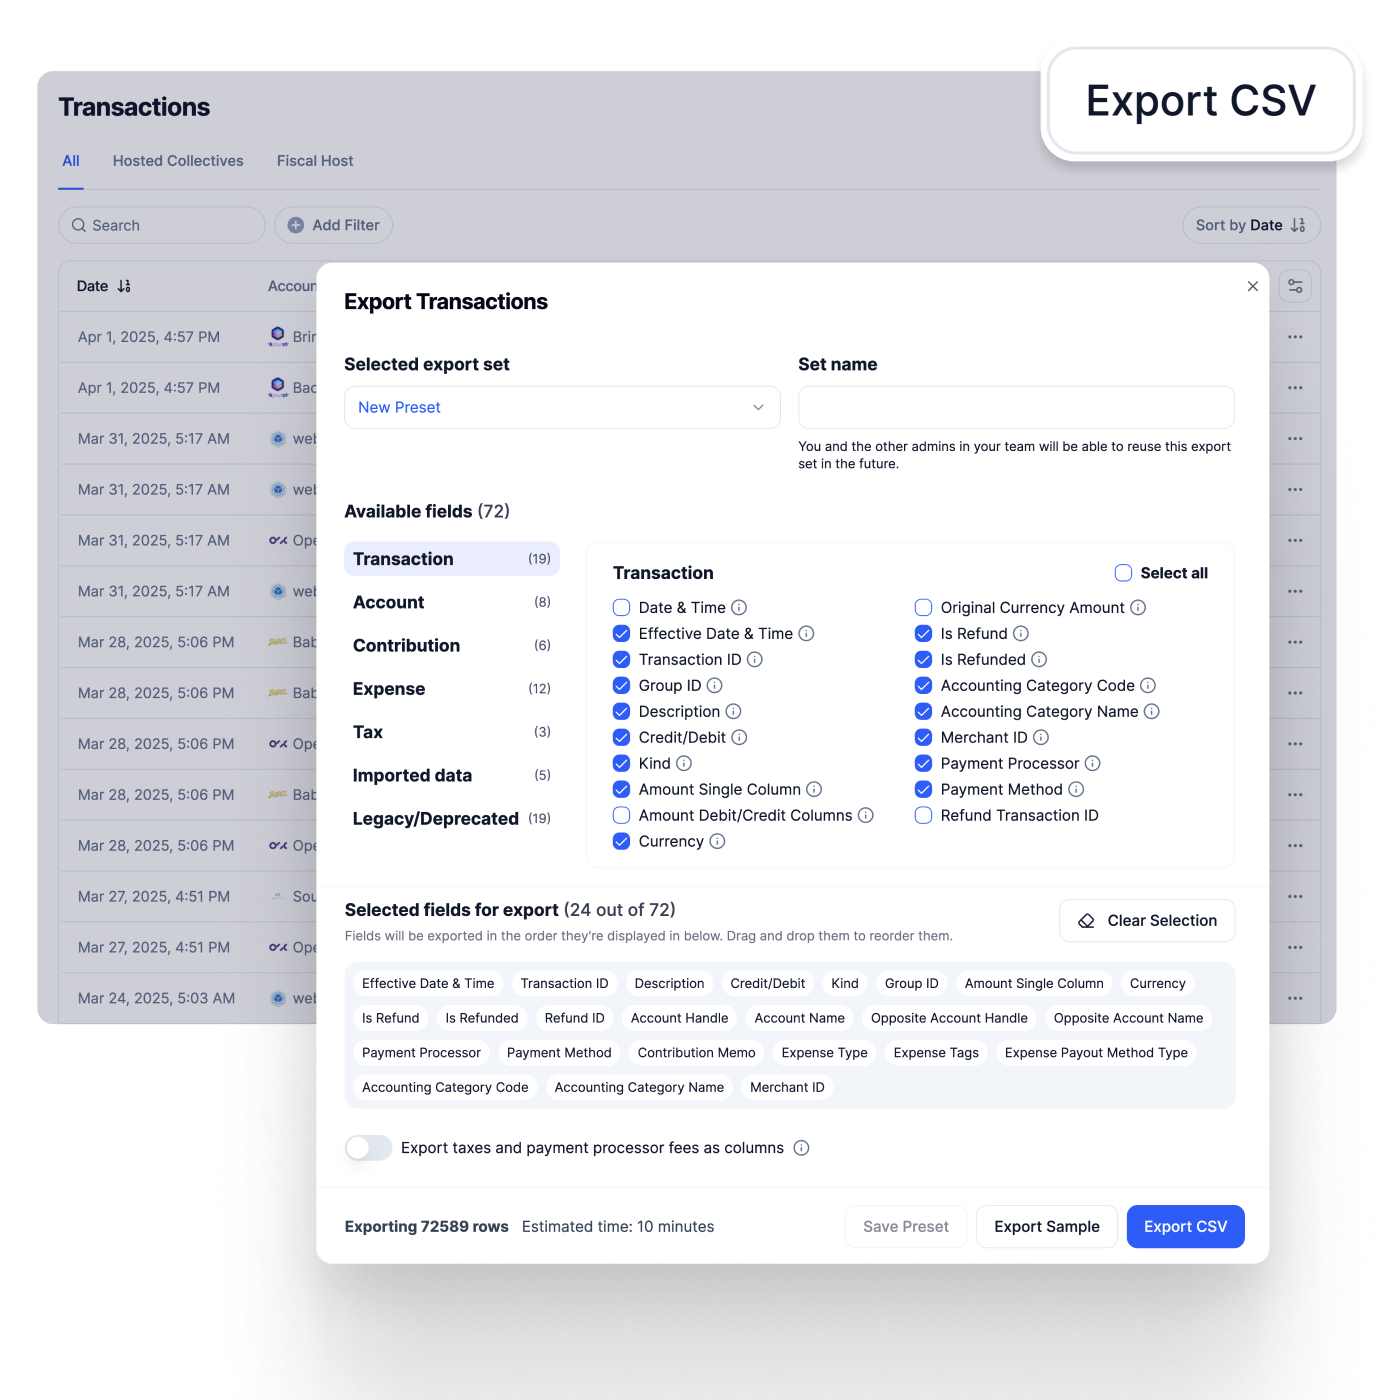 Export CSV
Transactions
All Hosted Collectives Fiscal Host
Search Add Filter Sort by Date
Date Accoun
Apr 1, 2025, 4:57 PM Brin
Apr 1, 2025, 4:57 PM Bac
Mar 31, 2025, 5:17 AM web
Mar 31, 2025, 5:17 AM web
Mar 31, 2025, 5:17 AM Ope
Mar 31, 2025, 5:17 AM web
Mar 28, 2025, 5:06 PM Bab
Mar 28, 2025, 5:06 PM Bab
Mar 28, 2025, 5:06 PM Ope
Mar 28, 2025, 5:06 PM Bab
Mar 28, 2025, 5:06 PM Ope
Mar 27, 2025, 4:51 PM Sou
Mar 27, 2025, 4:51 PM Ope
Mar 24, 2025, 5:03 AM web
Export Transactions
Selected export set
New Preset
Set name
You and the other admins in your team will be able to reuse this export
set in the future.
Available fields (72)
Transaction (19)
Account (8)
Contribution (6)
Expense (12)
Tax (3)
Imported data (5)
Legacy/Deprecated (19)
Transaction Select all
Date & Time
Effective Date & Time
Transaction ID
Group ID
Description
Credit/Debit
Kind
Amount Single Column
Amount Debit/Credit Columns
Currency
Original Currency Amount
Is Refund
Is Refunded
Accounting Category Code
Accounting Category Name
Merchant ID
Payment Processor
Payment Method
Refund Transaction ID
Selected fields for export (24 out of 72)
Fields will be exported in the order they're displayed in below. Drag and drop them to reorder them.
Clear Selection
Effective Date & Time Transaction ID Description Credit/Debit Kind Group ID Amount Single Column Currency
Is Refund Is Refunded Refund ID Account Handle Account Name Opposite Account Handle Opposite Account Name
Payment Processor Payment Method Contribution Memo Expense Type Expense Tags Expense Payout Method Type
Accounting Category Code Accounting Category Name Merchant ID
Export taxes and payment processor fees as columns
Exporting 72589 rows Estimated time: 10 minutes Save Preset Export Sample Export CSV